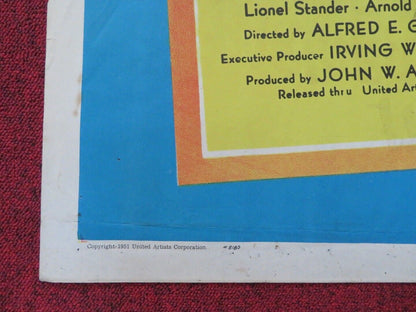 Lionel Stander · Arnold
Directed by ALFRED E. G
Executive Producer IRVING W
Produced by JOHN W. A
Released thru United Art
Copyright-1951 United Artists Corporation.